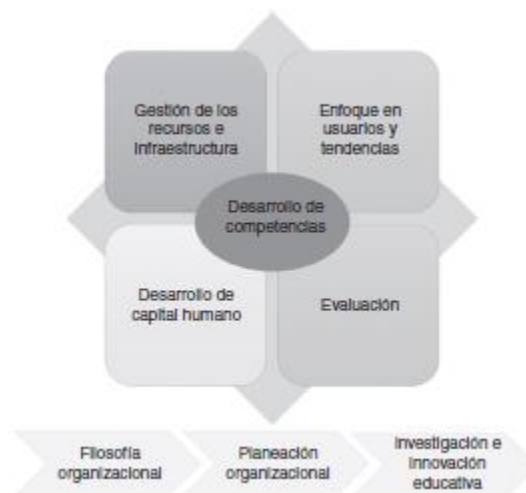 Gestión de los
recursos e
infraestructura
Enfoque en
usuarios y
tendencias
Desarrollo de
competencias
Desarrollo de
capital humano
Evaluación
Filosofía
organizacional
Planeación
organizacional
Investigación e
innovación
educativa